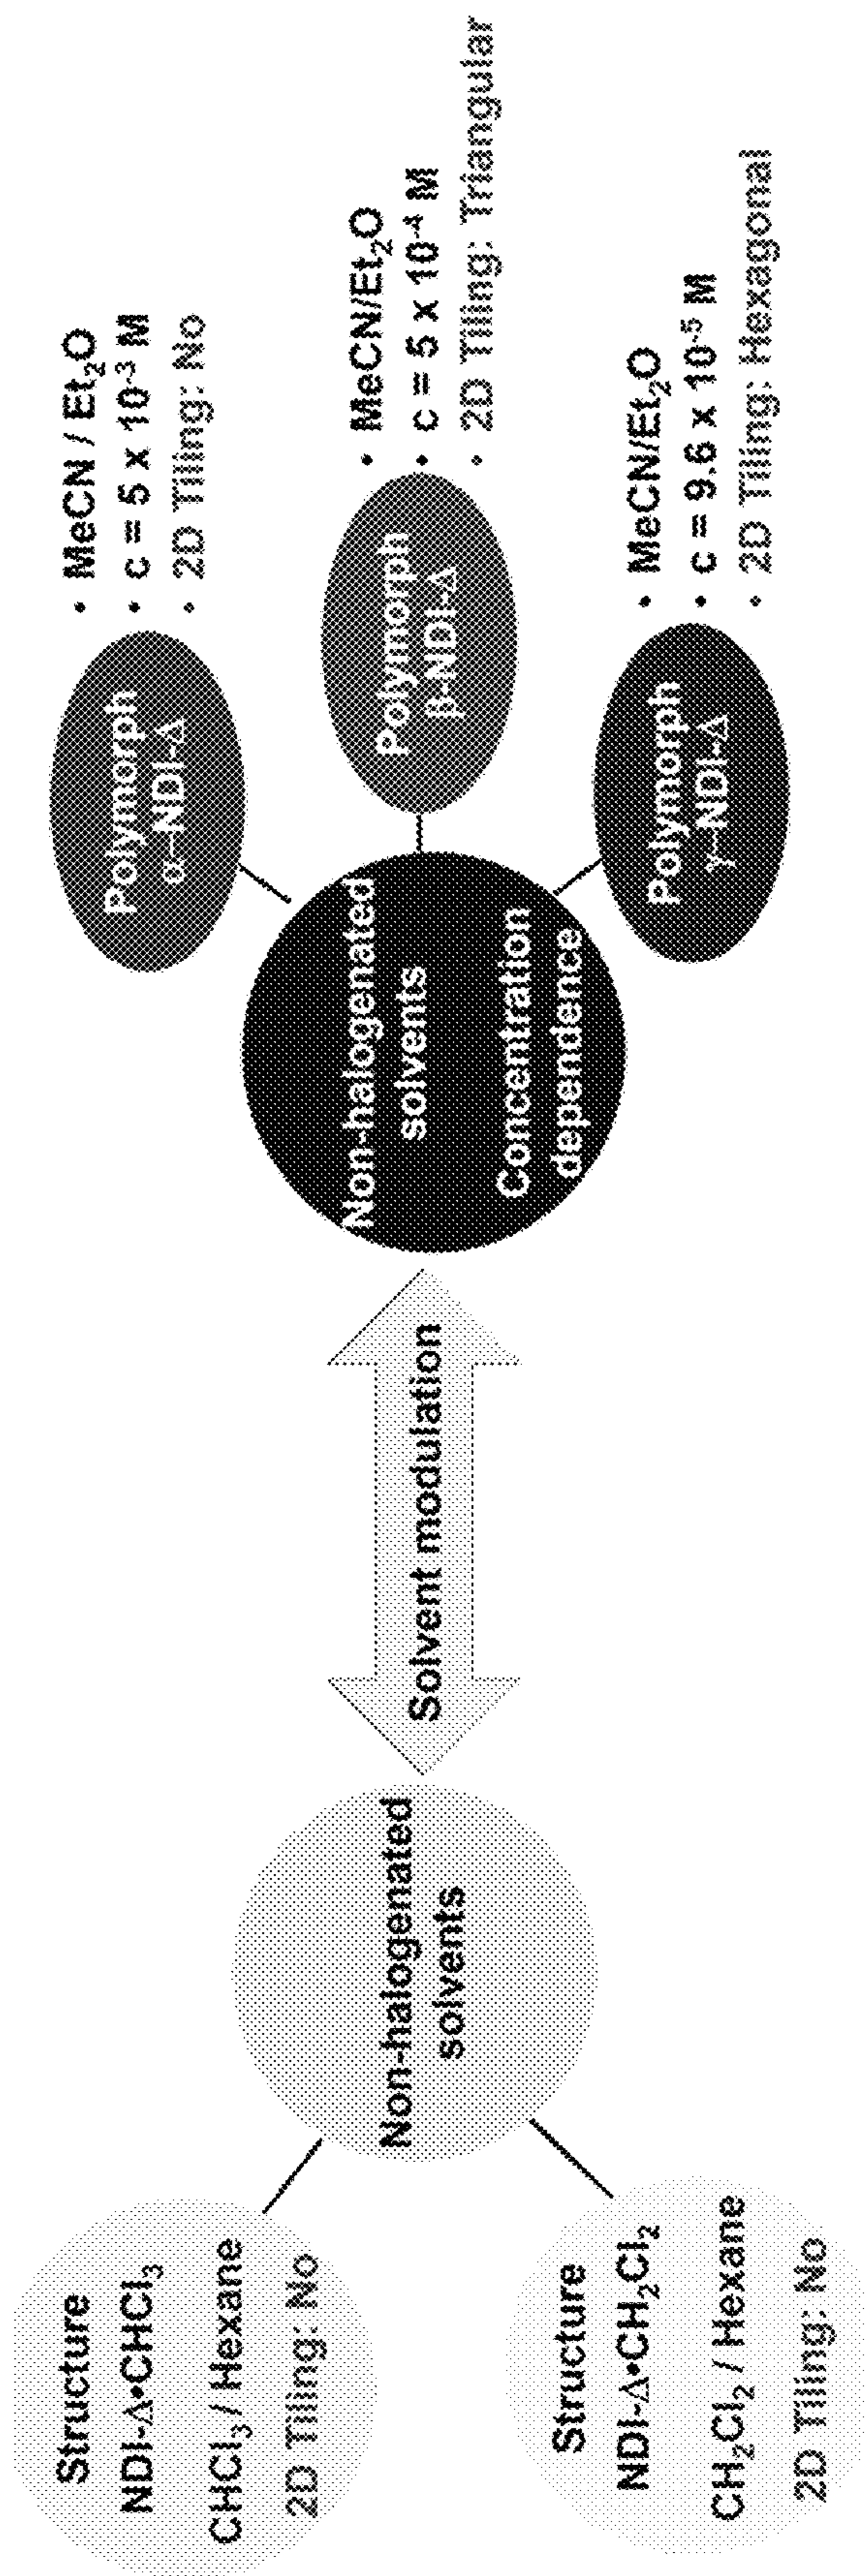 Structure
NDI-Δ•CHCl₃
CHCl₃ / Hexane
2D Tiling: No
Structure
NDI-Δ•CH₂Cl₂
CH₂Cl₂ / Hexane
2D Tiling: No
Non-halogenated
solvents
Solvent modulation
Non-halogenated
solvents
Concentration
dependence
Polymorph
α–NDI-Δ
• MeCN / Et₂O
• c = 5 x 10⁻³ M
• 2D Tiling: No
Polymorph
β-NDI-Δ
• MeCN/Et₂O
• c = 5 x 10⁻⁴ M
• 2D Tiling: Triangular
Polymorph
γ–NDI-Δ
• MeCN/Et₂O
• c = 9.6 x 10⁻⁵ M
• 2D Tiling: Hexagonal